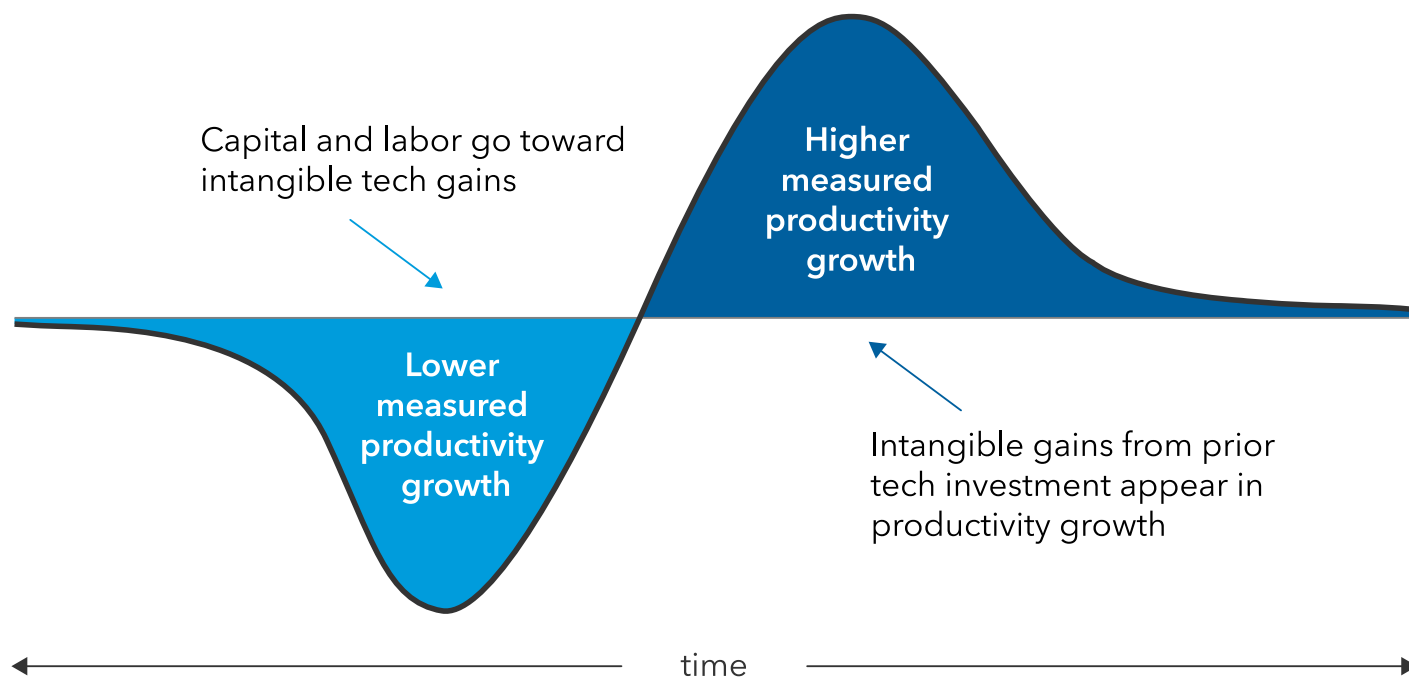 Capital and labor go toward
intangible tech gains
Higher
measured
productivity
growth
Lower
measured
productivity
growth
Intangible gains from prior
tech investment appear in
productivity growth
time